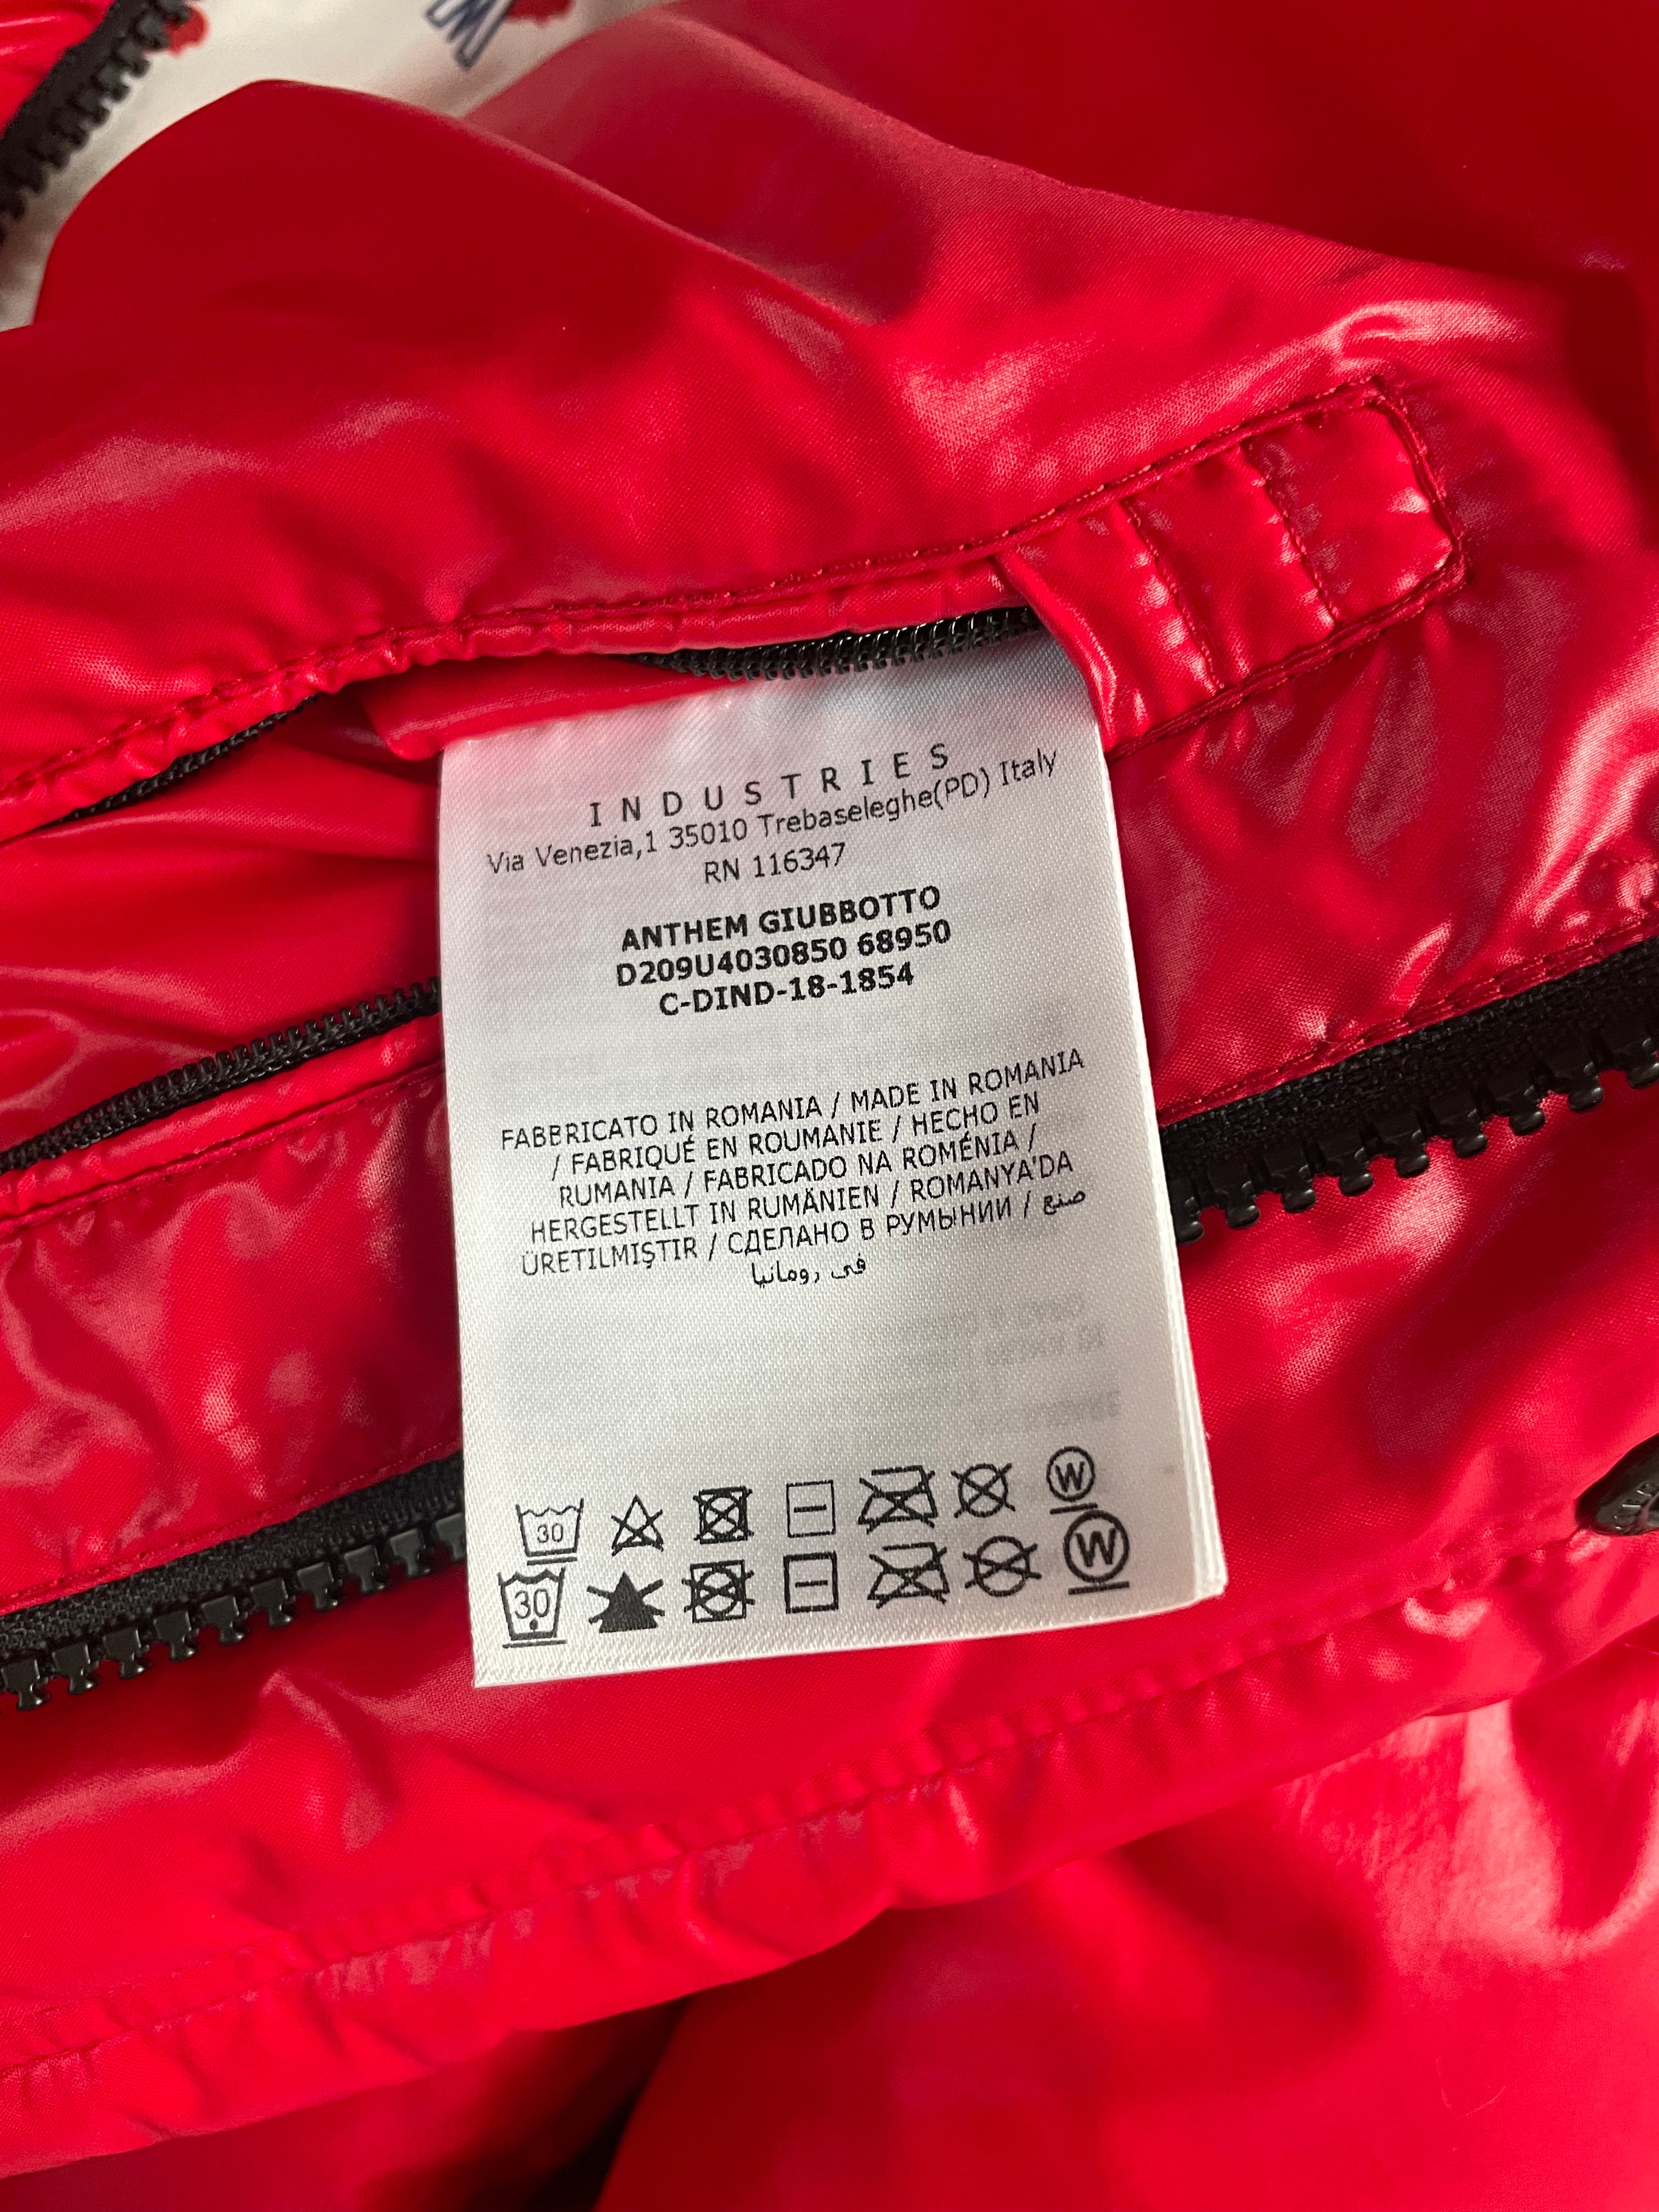 INDUSTRIES
Via Venezia,1 35010 Trebaseleghe(PD) Italy
RN 116347
ANTHEM GIUBBOTTO
D209U4030850 68950
C-DIND-18-1854
FABBRICATO IN ROMANIA / MADE IN ROMANIA
/ FABRIQUÉ EN ROUMANIE / HECHO EN
RUMANIA / FABRICADO NA ROMÉNIA /
HERGESTELLT IN RUMÄNIEN / ROMANYA'DA
ÜRETILMIŞTIR / СДЕЛАНО В РУМЫНИИ / صنع
في رومانيا
30 W
30 W